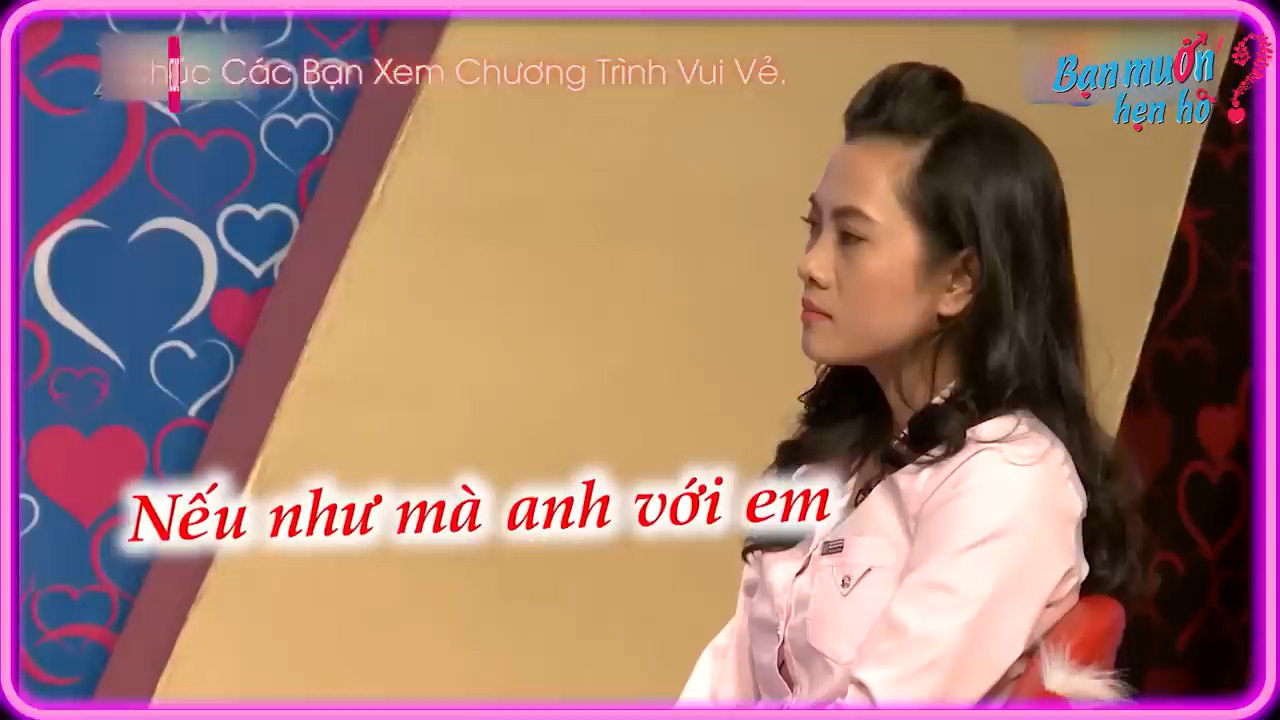 Các Bạn Xem Chương Trình Vui Vẻ.
Bạn muốn
hẹn hò
Nếu như mà anh với em